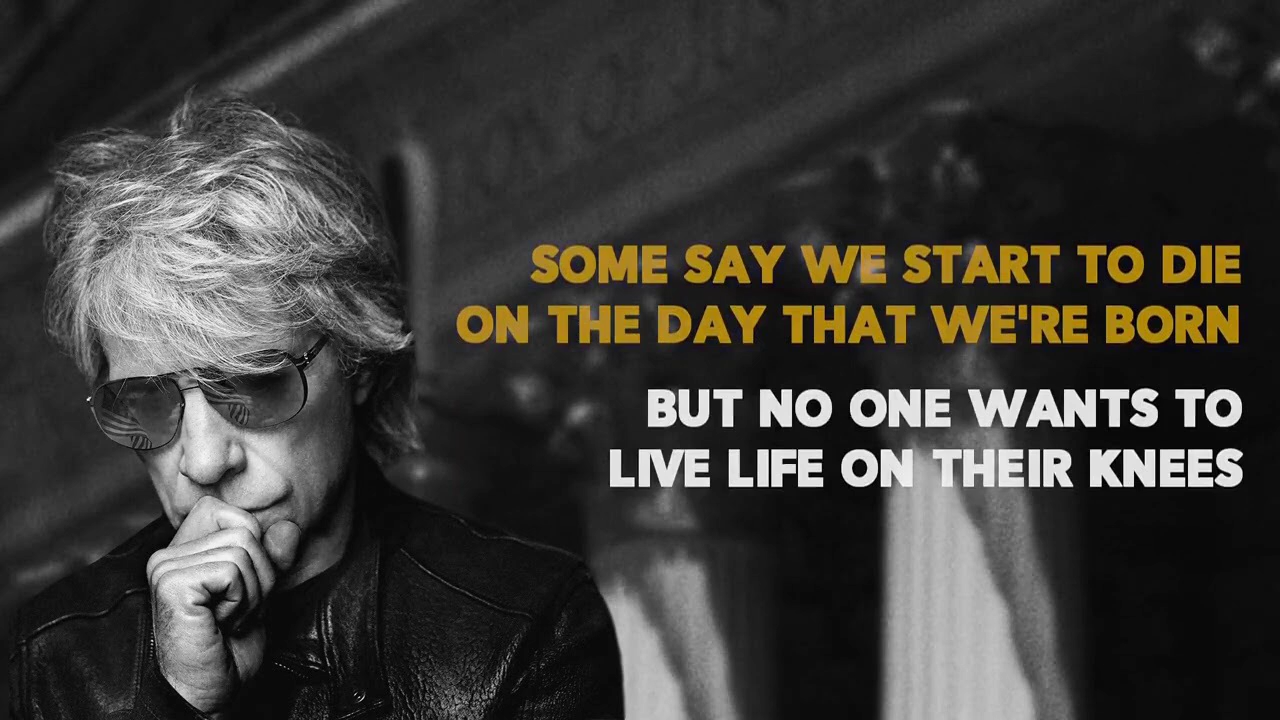 SOME SAY WE START TO DIE
ON THE DAY THAT WE'RE BORN
BUT NO ONE WANTS TO
LIVE LIFE ON THEIR KNEES